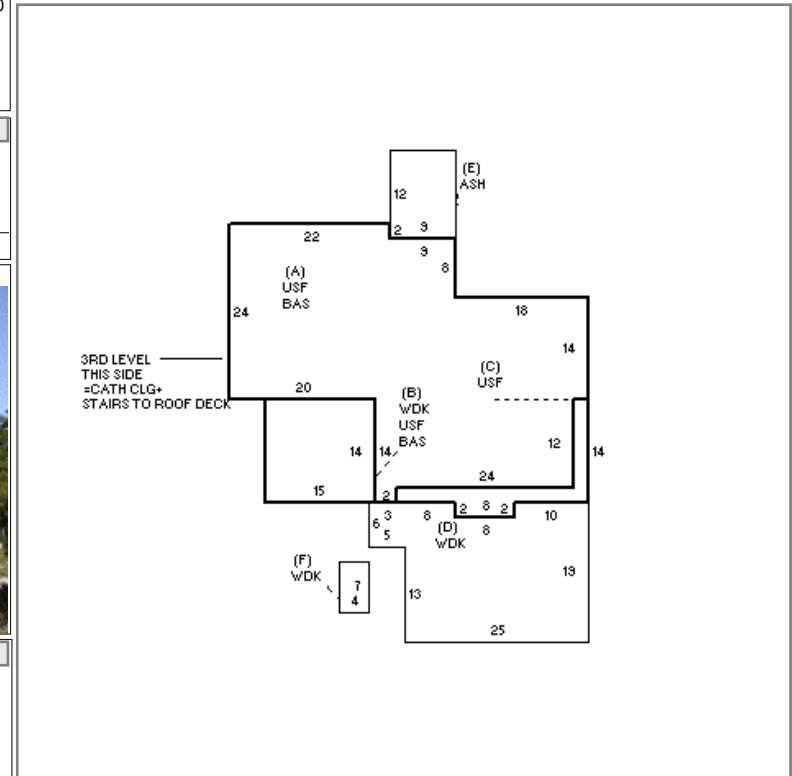 (E)
ASH
12
2 9
9
22
8
(A)
USF
BAS
24
18
14
3RD LEVEL
THIS SIDE
=CATH CLG+
STAIRS TO ROOF DECK
(C)
USF
20
(B)
WDK
USF
BAS
14 14
12
14
24
15
2
6 3
5
8
2 8 2
8
10
(D)
WDK
(F)
WDK
7
4
13
19
25